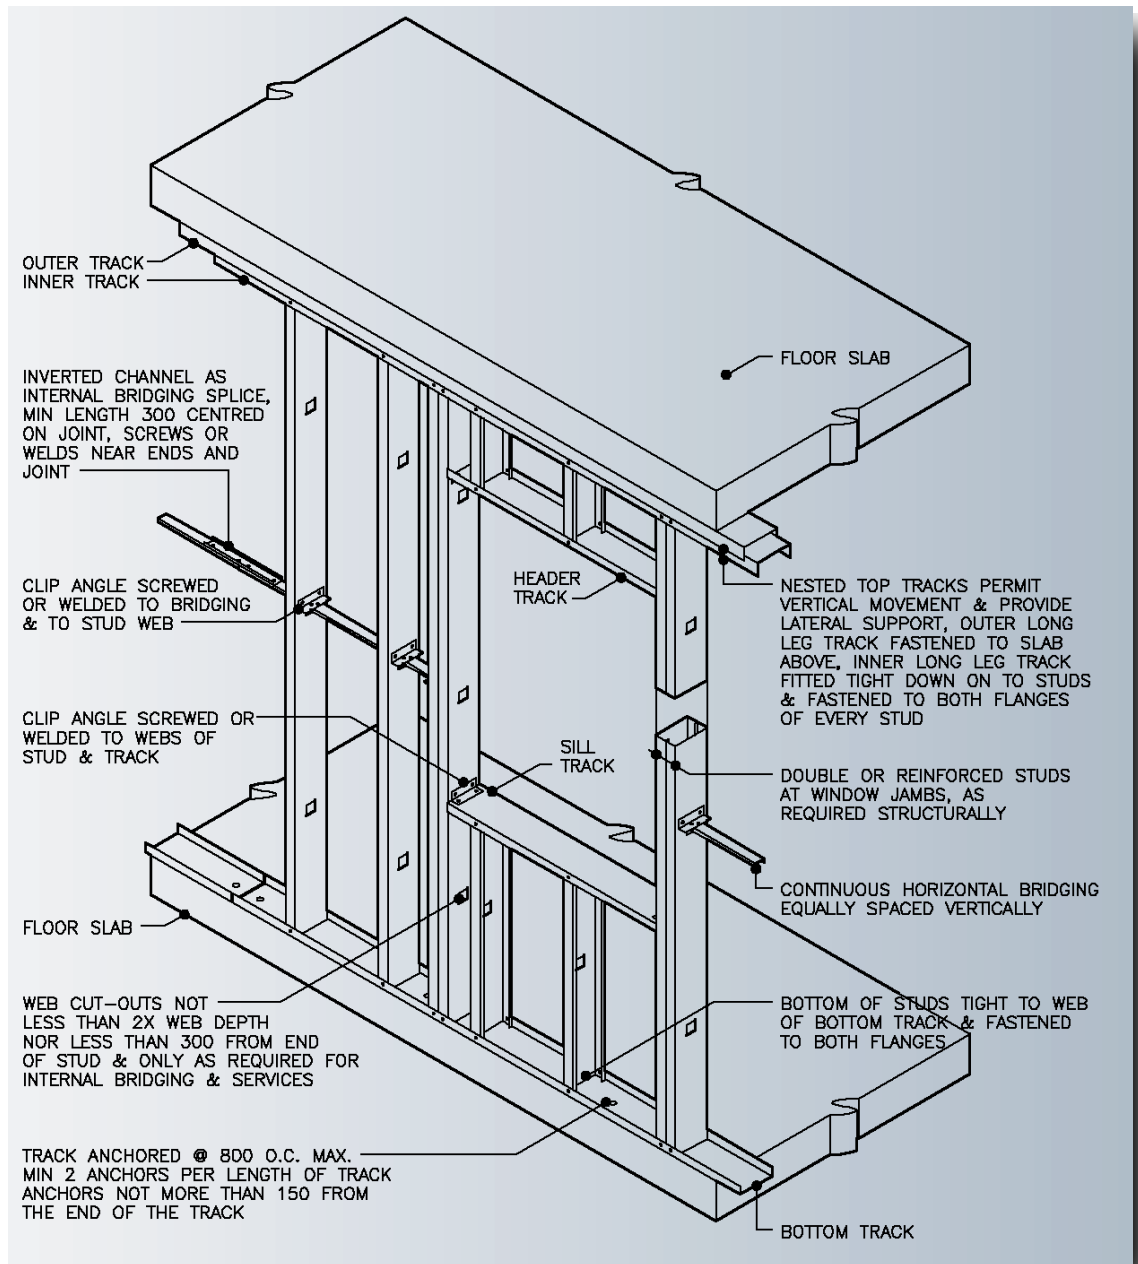 OUTER TRACK
INNER TRACK
INVERTED CHANNEL AS
INTERNAL BRIDGING SPLICE,
MIN LENGTH 300 CENTRED
ON JOINT, SCREWS OR
WELDS NEAR ENDS AND
JOINT
CLIP ANGLE SCREWED
OR WELDED TO BRIDGING
& TO STUD WEB
CLIP ANGLE SCREWED OR
WELDED TO WEBS OF
STUD & TRACK
FLOOR SLAB
WEB CUT-OUTS NOT
LESS THAN 2X WEB DEPTH
NOR LESS THAN 300 FROM END
OF STUD & ONLY AS REQUIRED FOR
INTERNAL BRIDGING & SERVICES
TRACK ANCHORED @ 800 O.C. MAX.
MIN 2 ANCHORS PER LENGTH OF TRACK
ANCHORS NOT MORE THAN 150 FROM
THE END OF THE TRACK
HEADER
TRACK
SILL
TRACK
FLOOR SLAB
NESTED TOP TRACKS PERMIT
VERTICAL MOVEMENT & PROVIDE
LATERAL SUPPORT, OUTER LONG
LEG TRACK FASTENED TO SLAB
ABOVE, INNER LONG LEG TRACK
FITTED TIGHT DOWN ON TO STUDS
& FASTENED TO BOTH FLANGES
OF EVERY STUD
DOUBLE OR REINFORCED STUDS
AT WINDOW JAMBS, AS
REQUIRED STRUCTURALLY
CONTINUOUS HORIZONTAL BRIDGING
EQUALLY SPACED VERTICALLY
BOTTOM OF STUDS TIGHT TO WEB
OF BOTTOM TRACK & FASTENED
TO BOTH FLANGES
BOTTOM TRACK